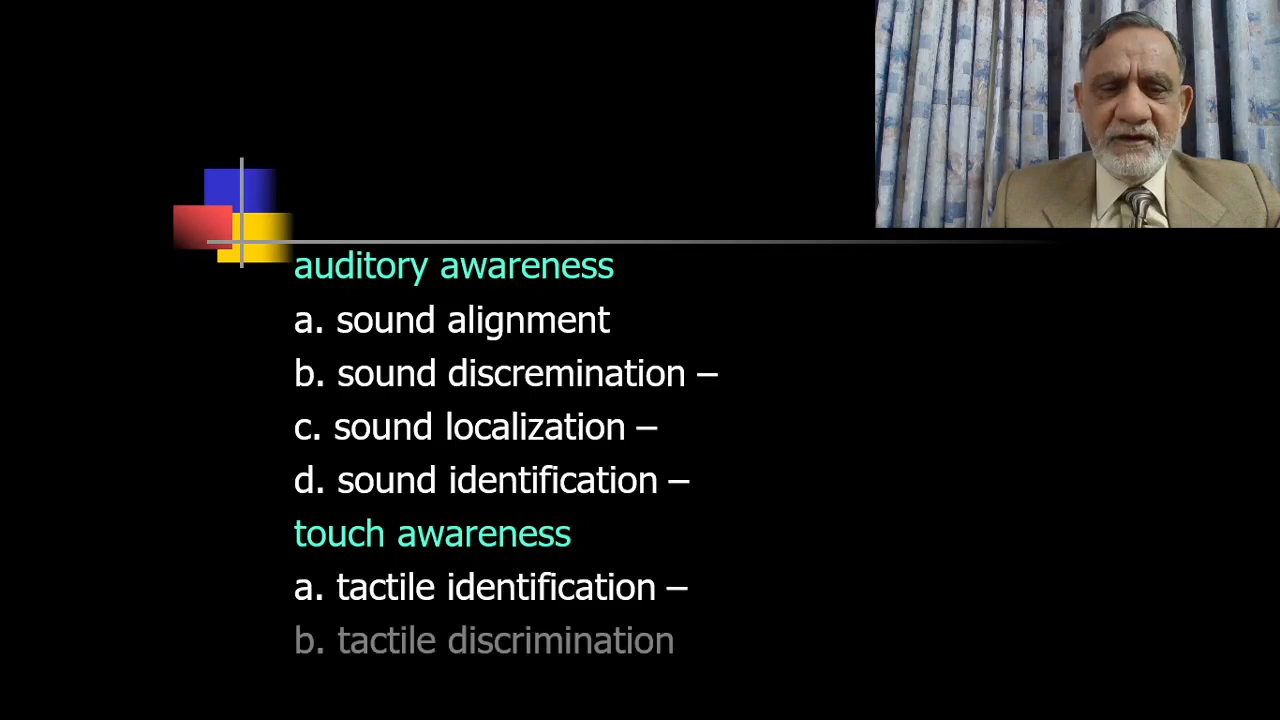 auditory awareness
a. sound alignment
b. sound discremination –
c. sound localization –
d. sound identification –
touch awareness
a. tactile identification –
b. tactile discrimination